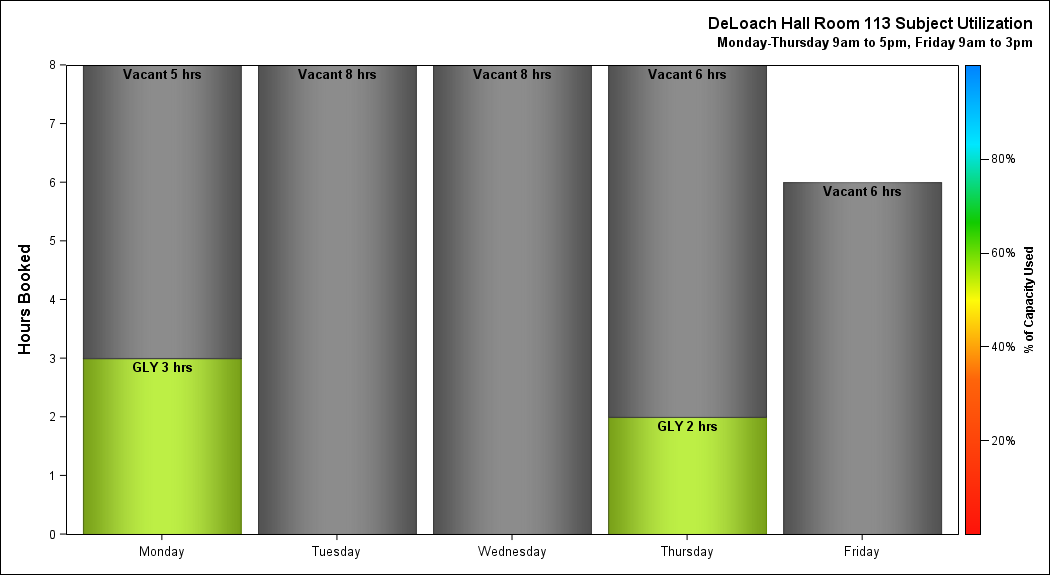 DeLoach Hall Room 113 Subject Utilization
Monday-Thursday 9am to 5pm, Friday 9am to 3pm
Hours Booked
8
7
6
5
4
3
2
1
0
Vacant 5 hrs
Vacant 8 hrs
Vacant 8 hrs
Vacant 6 hrs
Vacant 6 hrs
GLY 3 hrs
GLY 2 hrs
Monday
Tuesday
Wednesday
Thursday
Friday
80%
60%
40%
20%
% of Capacity Used